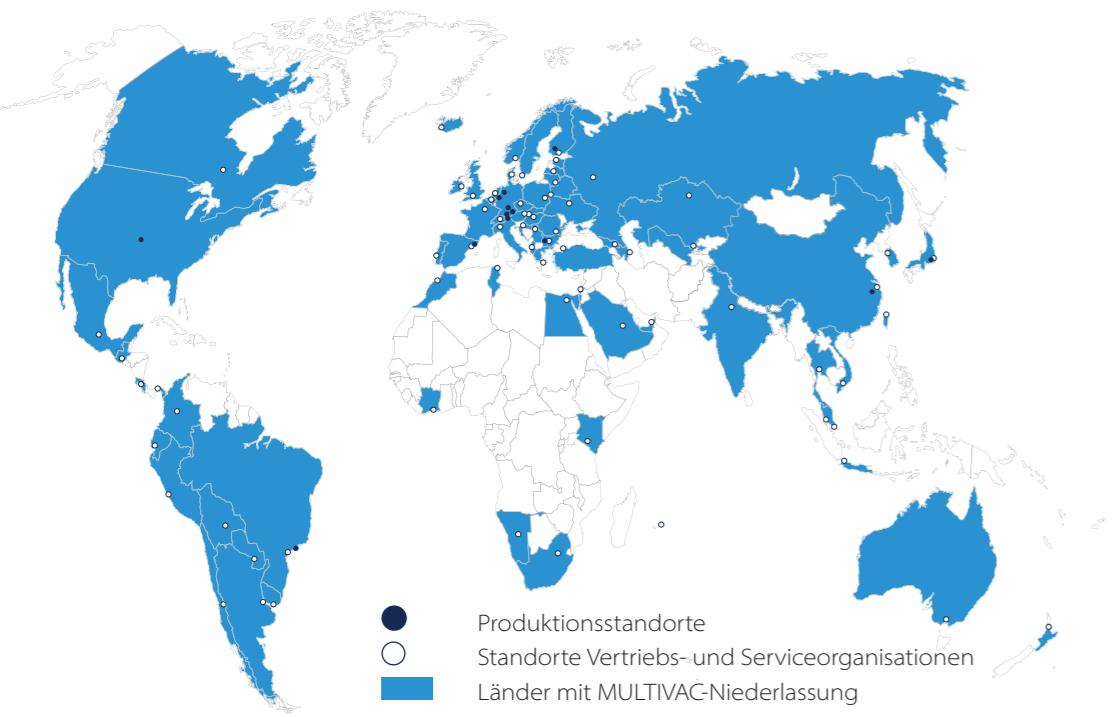 Produktionsstandorte
Standorte Vertriebs- und Serviceorganisationen
Länder mit MULTIVAC-Niederlassung